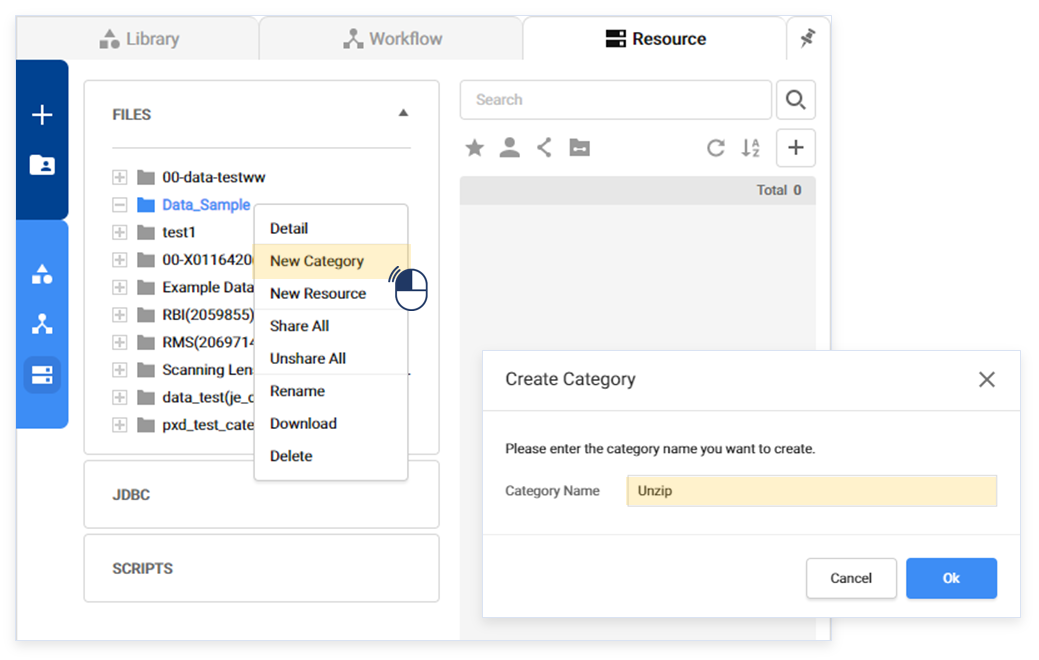 Library
Workflow
Resource
FILES
00-data-testww
Data_Sample
test1
00-X0116420
Example Data
RBI(2059855)
RMS(2069714
Scanning Len
data_test(je_c
pxd_test_cate
JDBC
SCRIPTS
Detail
New Category
New Resource
Share All
Unshare All
Rename
Download
Delete
Search
Total 0
Create Category
Please enter the category name you want to create.
Category Name Unzip
Cancel Ok